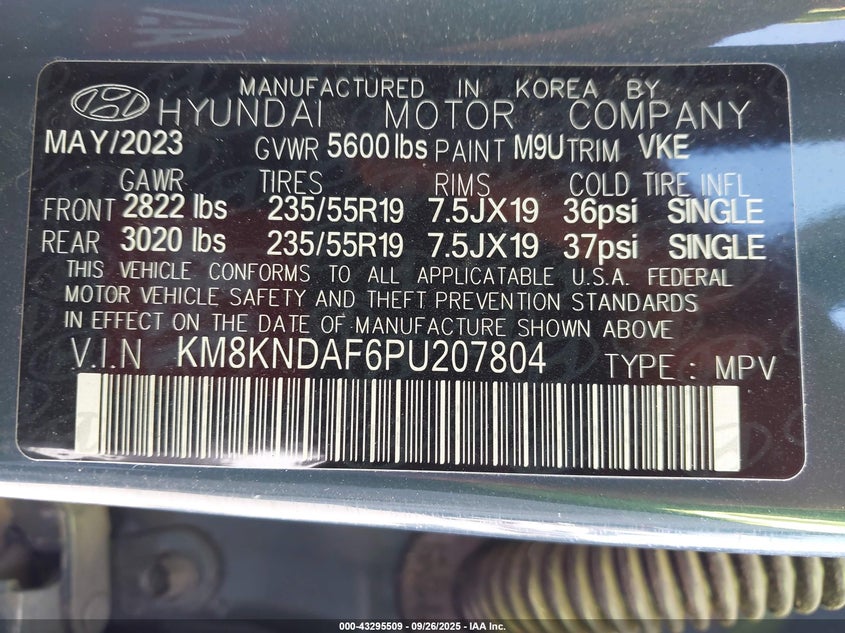 MANUFACTURED IN KOREA BY
HYUNDAI MOTOR COMPANY
MAY/2023 GVWR 5600 lbs PAINT M9U TRIM VKE
GAWR TIRES RIMS COLD TIRE INFL
FRONT 2822 lbs 235/55R19 7.5JX19 36psi SINGLE
REAR 3020 lbs 235/55R19 7.5JX19 37psi SINGLE
THIS VEHICLE CONFORMS TO ALL APPLICATABLE U.S.A. FEDERAL
MOTOR VEHICLE SAFETY AND THEFT PREVENTION STANDARDS
IN EFFECT ON THE DATE OF MANUFACTURE SHOWN ABOVE
V.I.N KM8KNDAF6PU207804 TYPE : MPV
000-43295509 - 09/26/2025 - IAA Inc.